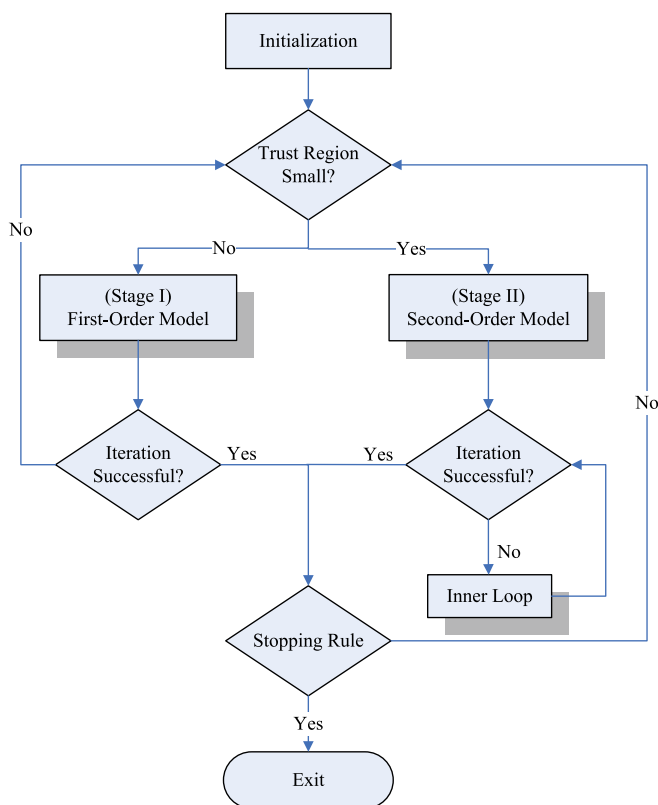 Initialization
Trust Region
Small?
No
No
Yes
(Stage I)
First-Order Model
(Stage II)
Second-Order Model
No
Iteration
Successful?
Yes
Yes
Iteration
Successful?
No
Inner Loop
Stopping Rule
Yes
Exit